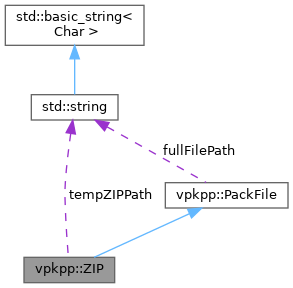 std::basic_string<
Char >
std::string
fullFilePath
tempZIPPath
vpkpp::PackFile
vpkpp::ZIP